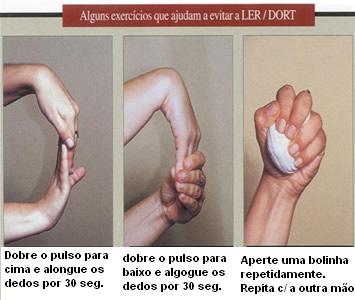 Alguns exercícios que ajudam a evitar a LER / DORT
Dobre o pulso para
cima e alongue os
dedos por 30 seg.
dobre o pulso para
baixo e algogue os
dedos por 30 seg.
Aperte uma bolinha
repetidamente.
Repita c/ a outra mão